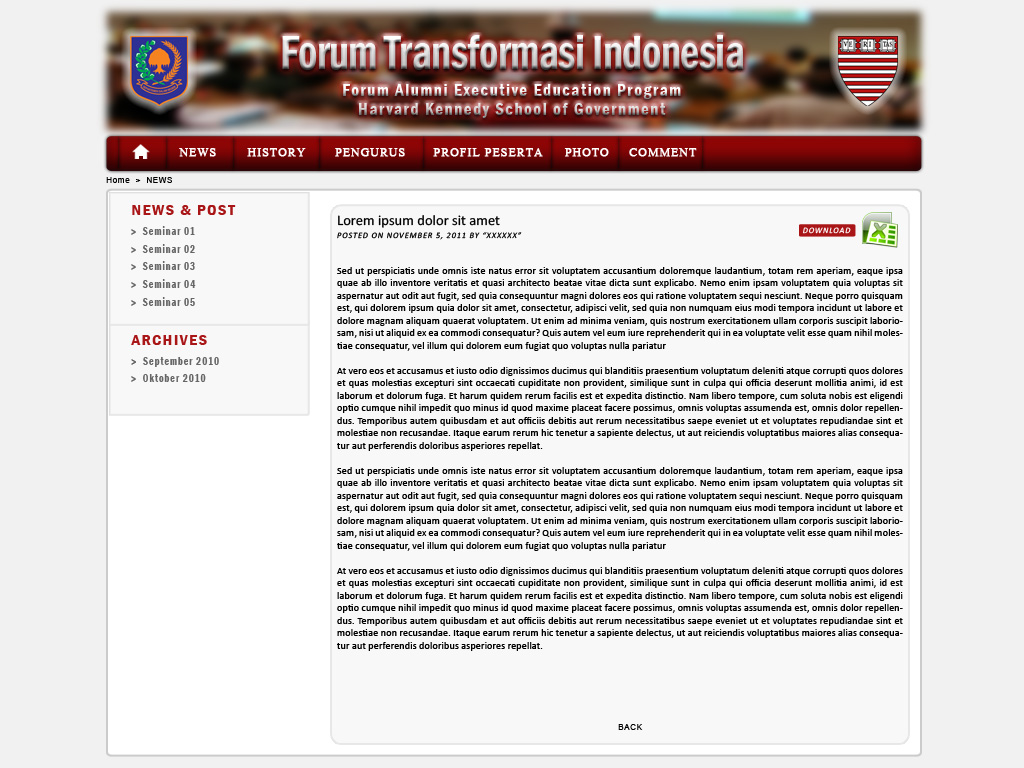 Forum Transformasi Indonesia
Forum Alumni Executive Education Program
Harvard Kennedy School of Government
VE RI TAS
NEWS HISTORY PENGURUS PROFIL PESERTA PHOTO COMMENT
Home > NEWS
NEWS & POST
> Seminar 01
> Seminar 02
> Seminar 03
> Seminar 04
> Seminar 05
ARCHIVES
> September 2010
> Oktober 2010
Lorem ipsum dolor sit amet
POSTED ON NOVEMBER 5, 2011 BY “XXXXXX”
DOWNLOAD
Sed ut perspiciatis unde omnis iste natus error sit voluptatem accusantium doloremque laudantium, totam rem aperiam, eaque ipsa
quae ab illo inventore veritatis et quasi architecto beatae vitae dicta sunt explicabo. Nemo enim ipsam voluptatem quia voluptas sit
aspernatur aut odit aut fugit, sed quia consequuntur magni dolores eos qui ratione voluptatem sequi nesciunt. Neque porro quisquam
est, qui dolorem ipsum quia dolor sit amet, consectetur, adipisci velit, sed quia non numquam eius modi tempora incidunt ut labore et
dolore magnam aliquam quaerat voluptatem. Ut enim ad minima veniam, quis nostrum exercitationem ullam corporis suscipit laborio-
sam, nisi ut aliquid ex ea commodi consequatur? Quis autem vel eum iure reprehenderit qui in ea voluptate velit esse quam nihil moles-
tiae consequatur, vel illum qui dolorem eum fugiat quo voluptas nulla pariatur
At vero eos et accusamus et iusto odio dignissimos ducimus qui blanditiis praesentium voluptatum deleniti atque corrupti quos dolores
et quas molestias excepturi sint occaecati cupiditate non provident, similique sunt in culpa qui officia deserunt mollitia animi, id est
laborum et dolorum fuga. Et harum quidem rerum facilis est et expedita distinctio. Nam libero tempore, cum soluta nobis est eligendi
optio cumque nihil impedit quo minus id quod maxime placeat facere possimus, omnis voluptas assumenda est, omnis dolor repellen-
dus. Temporibus autem quibusdam et aut officiis debitis aut rerum necessitatibus saepe eveniet ut et voluptates repudiandae sint et
molestiae non recusandae. Itaque earum rerum hic tenetur a sapiente delectus, ut aut reiciendis voluptatibus maiores alias consequa-
tur aut perferendis doloribus asperiores repellat.
Sed ut perspiciatis unde omnis iste natus error sit voluptatem accusantium doloremque laudantium, totam rem aperiam, eaque ipsa
quae ab illo inventore veritatis et quasi architecto beatae vitae dicta sunt explicabo. Nemo enim ipsam voluptatem quia voluptas sit
aspernatur aut odit aut fugit, sed quia consequuntur magni dolores eos qui ratione voluptatem sequi nesciunt. Neque porro quisquam
est, qui dolorem ipsum quia dolor sit amet, consectetur, adipisci velit, sed quia non numquam eius modi tempora incidunt ut labore et
dolore magnam aliquam quaerat voluptatem. Ut enim ad minima veniam, quis nostrum exercitationem ullam corporis suscipit laborio-
sam, nisi ut aliquid ex ea commodi consequatur? Quis autem vel eum iure reprehenderit qui in ea voluptate velit esse quam nihil moles-
tiae consequatur, vel illum qui dolorem eum fugiat quo voluptas nulla pariatur
At vero eos et accusamus et iusto odio dignissimos ducimus qui blanditiis praesentium voluptatum deleniti atque corrupti quos dolores
et quas molestias excepturi sint occaecati cupiditate non provident, similique sunt in culpa qui officia deserunt mollitia animi, id est
laborum et dolorum fuga. Et harum quidem rerum facilis est et expedita distinctio. Nam libero tempore, cum soluta nobis est eligendi
optio cumque nihil impedit quo minus id quod maxime placeat facere possimus, omnis voluptas assumenda est, omnis dolor repellen-
dus. Temporibus autem quibusdam et aut officiis debitis aut rerum necessitatibus saepe eveniet ut et voluptates repudiandae sint et
molestiae non recusandae. Itaque earum rerum hic tenetur a sapiente delectus, ut aut reiciendis voluptatibus maiores alias consequa-
tur aut perferendis doloribus asperiores repellat.
BACK